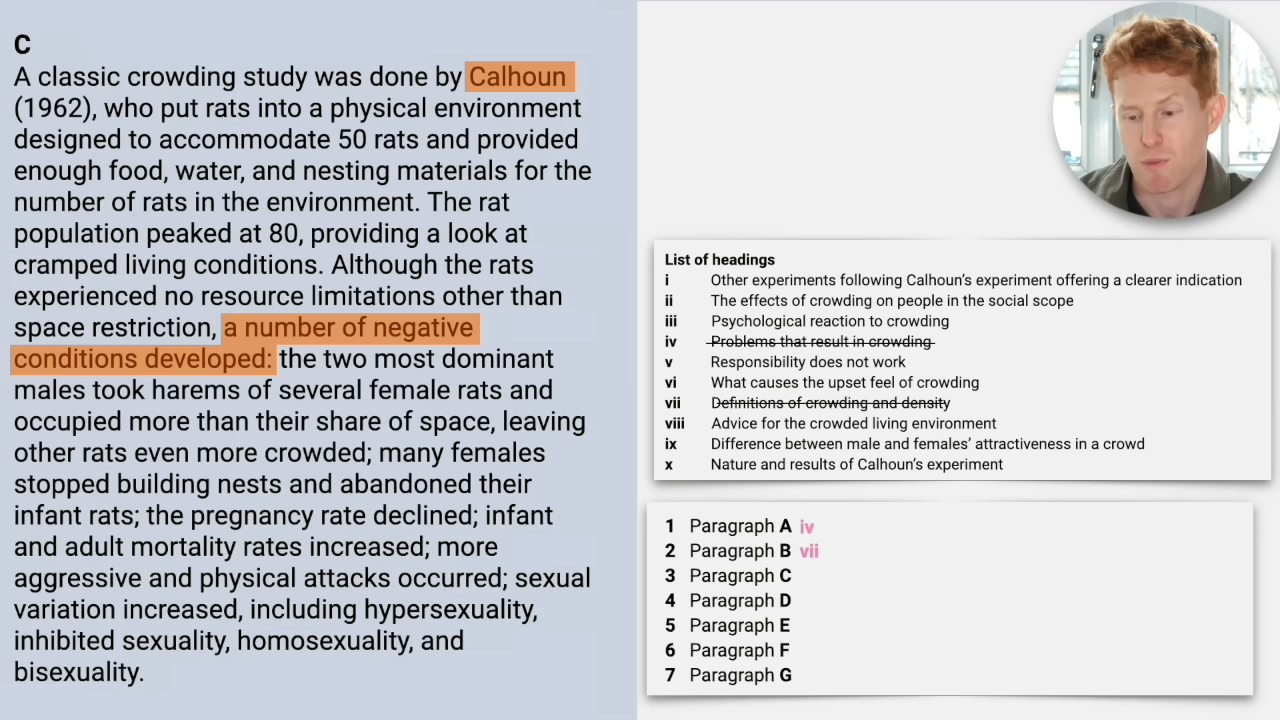 C
A classic crowding study was done by Calhoun
(1962), who put rats into a physical environment
designed to accommodate 50 rats and provided
enough food, water, and nesting materials for the
number of rats in the environment. The rat
population peaked at 80, providing a look at
cramped living conditions. Although the rats
experienced no resource limitations other than
space restriction, a number of negative
conditions developed: the two most dominant
males took harems of several female rats and
occupied more than their share of space, leaving
other rats even more crowded; many females
stopped building nests and abandoned their
infant rats; the pregnancy rate declined; infant
and adult mortality rates increased; more
aggressive and physical attacks occurred; sexual
variation increased, including hypersexuality,
inhibited sexuality, homosexuality, and
bisexuality.
List of headings
i Other experiments following Calhoun's experiment offering a clearer indication
ii The effects of crowding on people in the social scope
iii Psychological reaction to crowding
iv Problems that result in crowding
v Responsibility does not work
vi What causes the upset feel of crowding
vii Definitions of crowding and density
viii Advice for the crowded living environment
ix Difference between male and females' attractiveness in a crowd
x Nature and results of Calhoun's experiment
1 Paragraph A iv
2 Paragraph B vii
3 Paragraph C
4 Paragraph D
5 Paragraph E
6 Paragraph F
7 Paragraph G